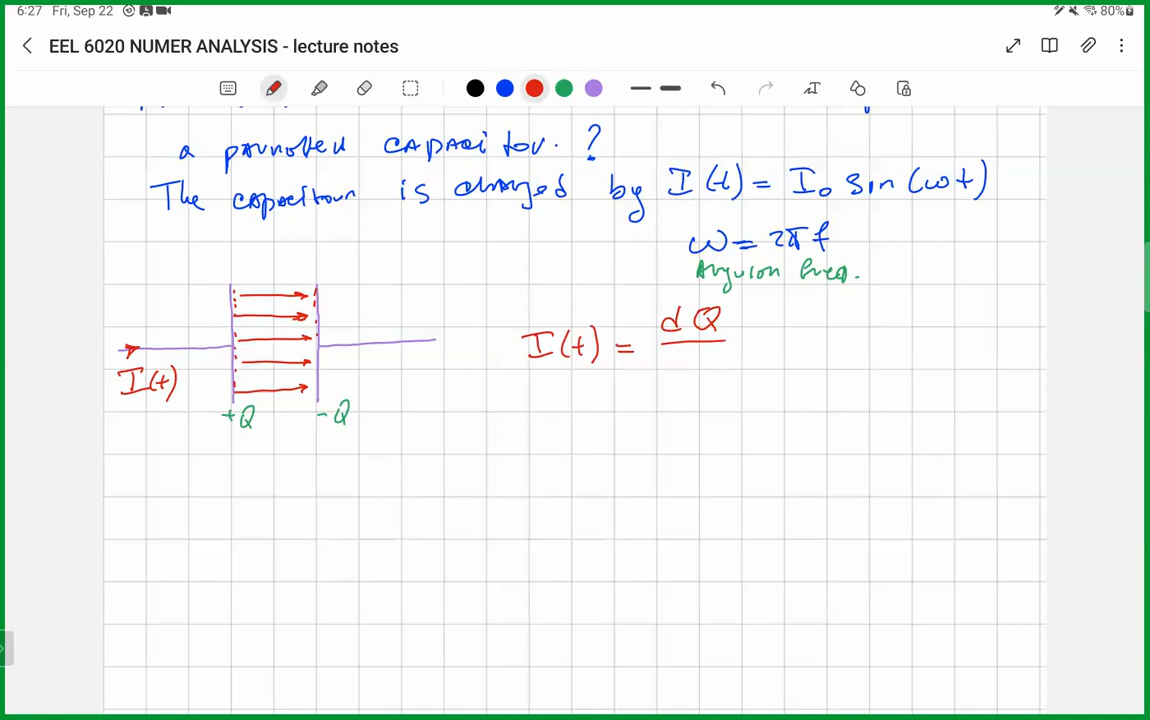 6:27 Fri, Sep 22
80%
EEL 6020 NUMER ANALYSIS - lecture notes
a capacitor. ?
The capacitor is charged by I(t) = I₀ sin(ωt)
ω = 2πf
Angular freq.
I(t) = dQ
I(t)
+Q -Q